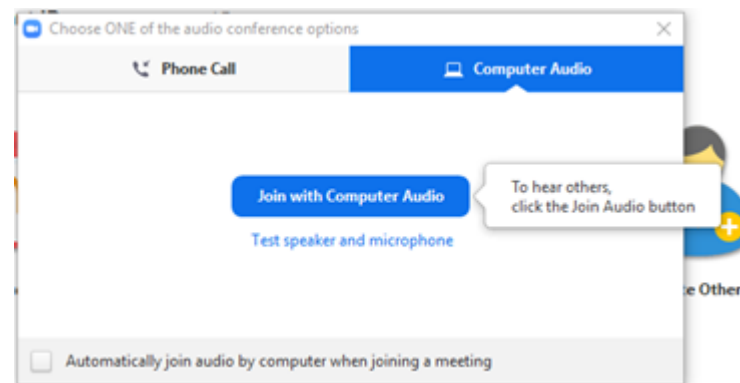 Choose ONE of the audio conference options
Phone Call
Computer Audio
Join with Computer Audio
To hear others,
click the Join Audio button
Test speaker and microphone
Other
Automatically join audio by computer when joining a meeting